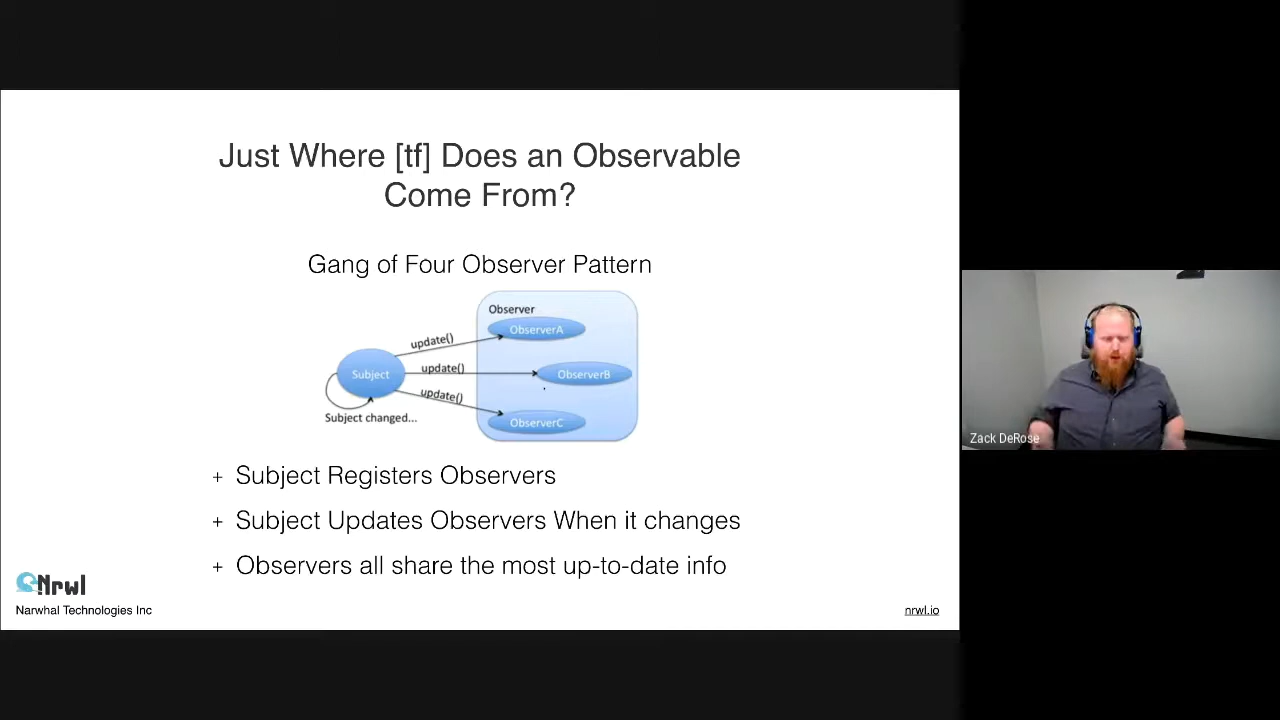 Just Where [tf] Does an Observable
Come From?
Gang of Four Observer Pattern
Observer
ObserverA
update()
Subject
update()
ObserverB
update()
Subject changed...
ObserverC
+ Subject Registers Observers
+ Subject Updates Observers When it changes
+ Observers all share the most up-to-date info
Nrwl
Narwhal Technologies Inc
nrwl.io
Zack DeRose